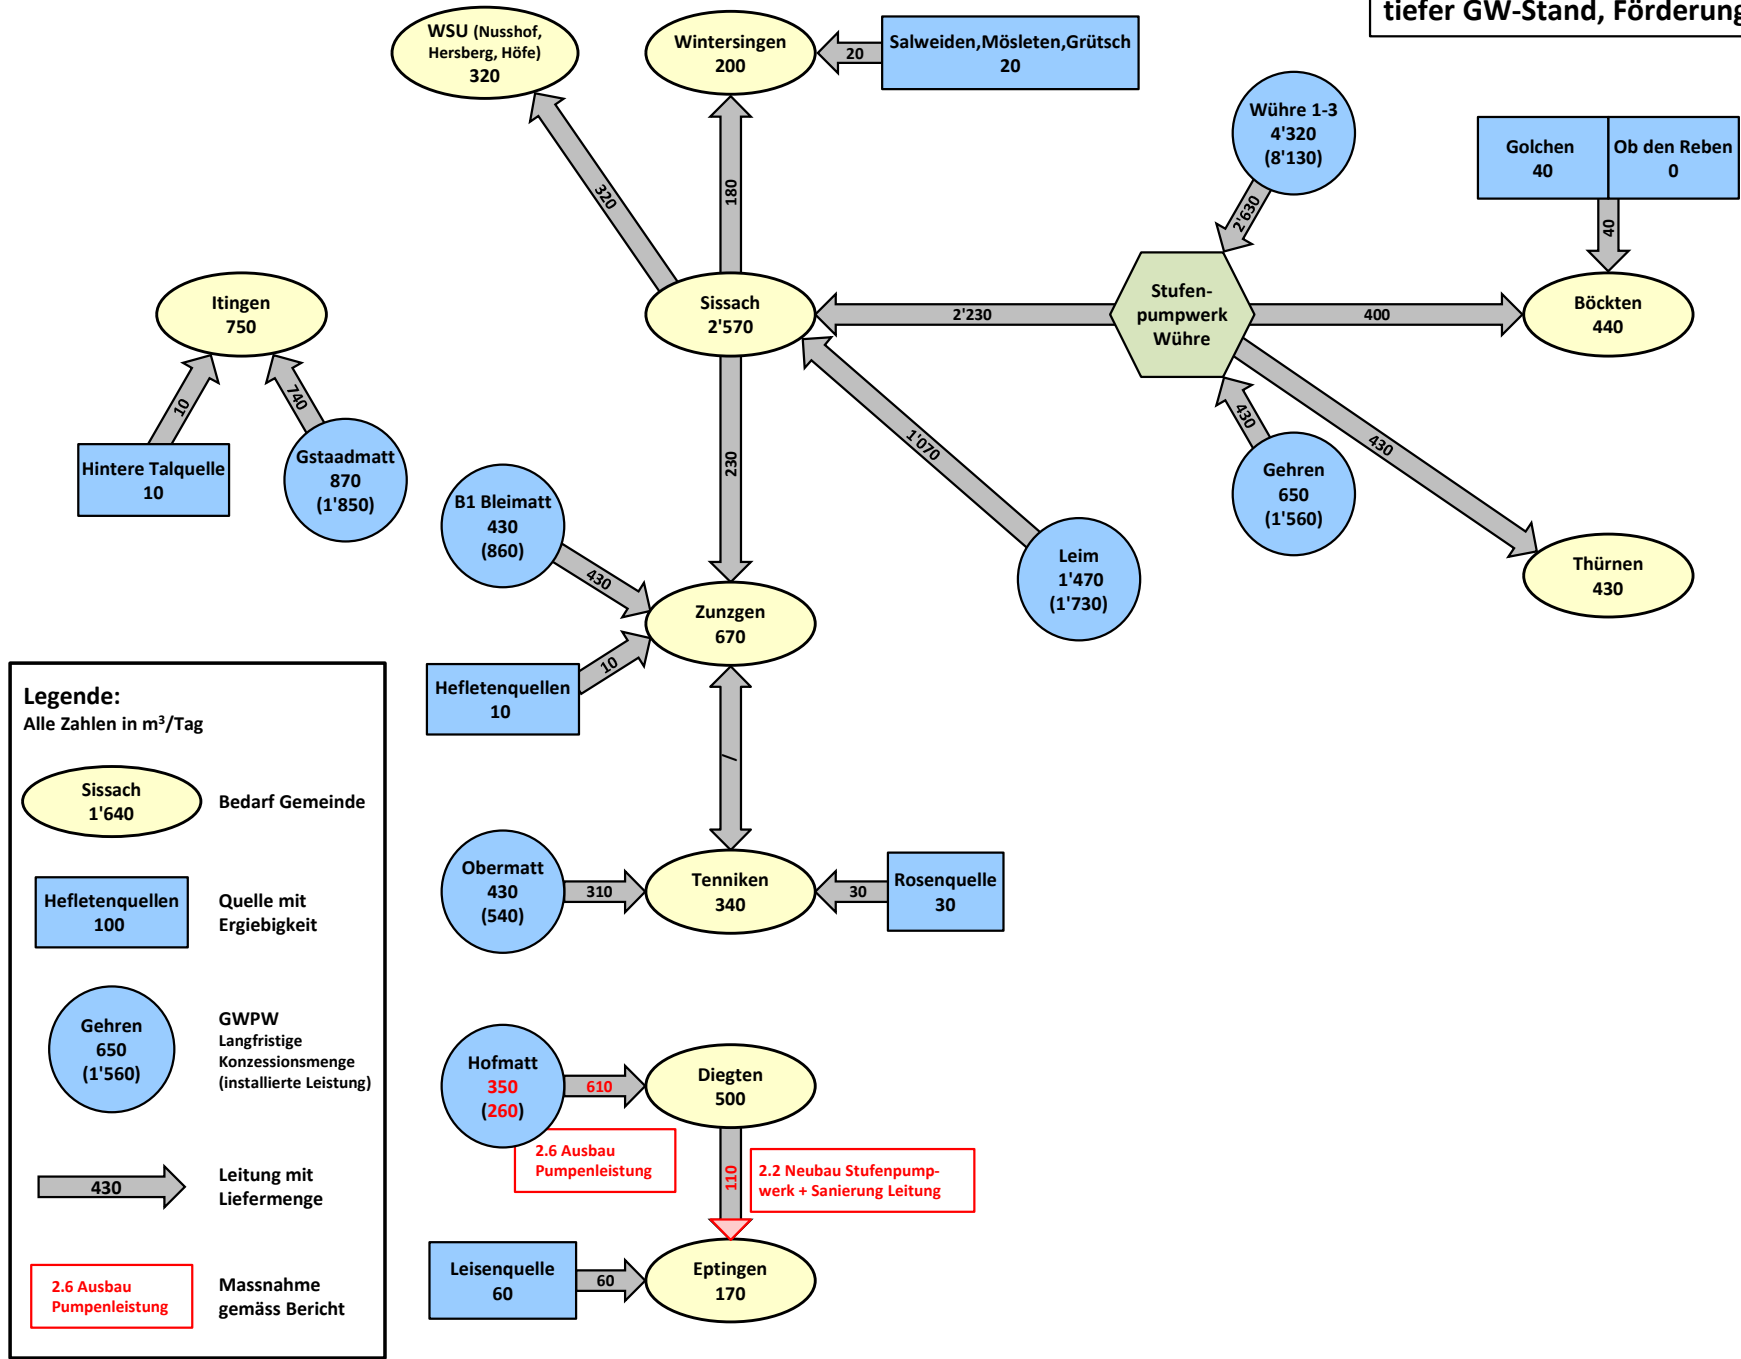 tiefer GW-Stand, Förderung
WSU (Nusshof,
Hersberg, Höfe)
320
Wintersingen
200
20
Salweiden,Mösleten,Grütsch
20
Wühre 1-3
4'320
(8'130)
Golchen
40
Ob den Reben
0
320
180
2'630
40
Itingen
750
Sissach
2'570
2'230
Stufen-
pumpwerk
Wühre
400
Böckten
440
10
740
Hintere Talquelle
10
Gstaadmatt
870
(1'850)
230
1'070
430
430
Gehren
650
(1'560)
B1 Bleimatt
430
(860)
430
Leim
1'470
(1'730)
Thürnen
430
Zunzgen
670
10
Hefletenquellen
10
/
Obermatt
430
(540)
310
Tenniken
340
30
Rosenquelle
30
Hofmatt
350
(260)
610
Diegten
500
2.6 Ausbau
Pumpenleistung
110
2.2 Neubau Stufenpump-
werk + Sanierung Leitung
Leisenquelle
60
60
Eptingen
170
Legende:
Alle Zahlen in m³/Tag
Sissach
1'640
Bedarf Gemeinde
Hefletenquellen
100
Quelle mit
Ergiebigkeit
Gehren
650
(1'560)
GWPW
Langfristige
Konzessionsmenge
(installierte Leistung)
430
Leitung mit
Liefermenge
2.6 Ausbau
Pumpenleistung
Massnahme
gemäss Bericht